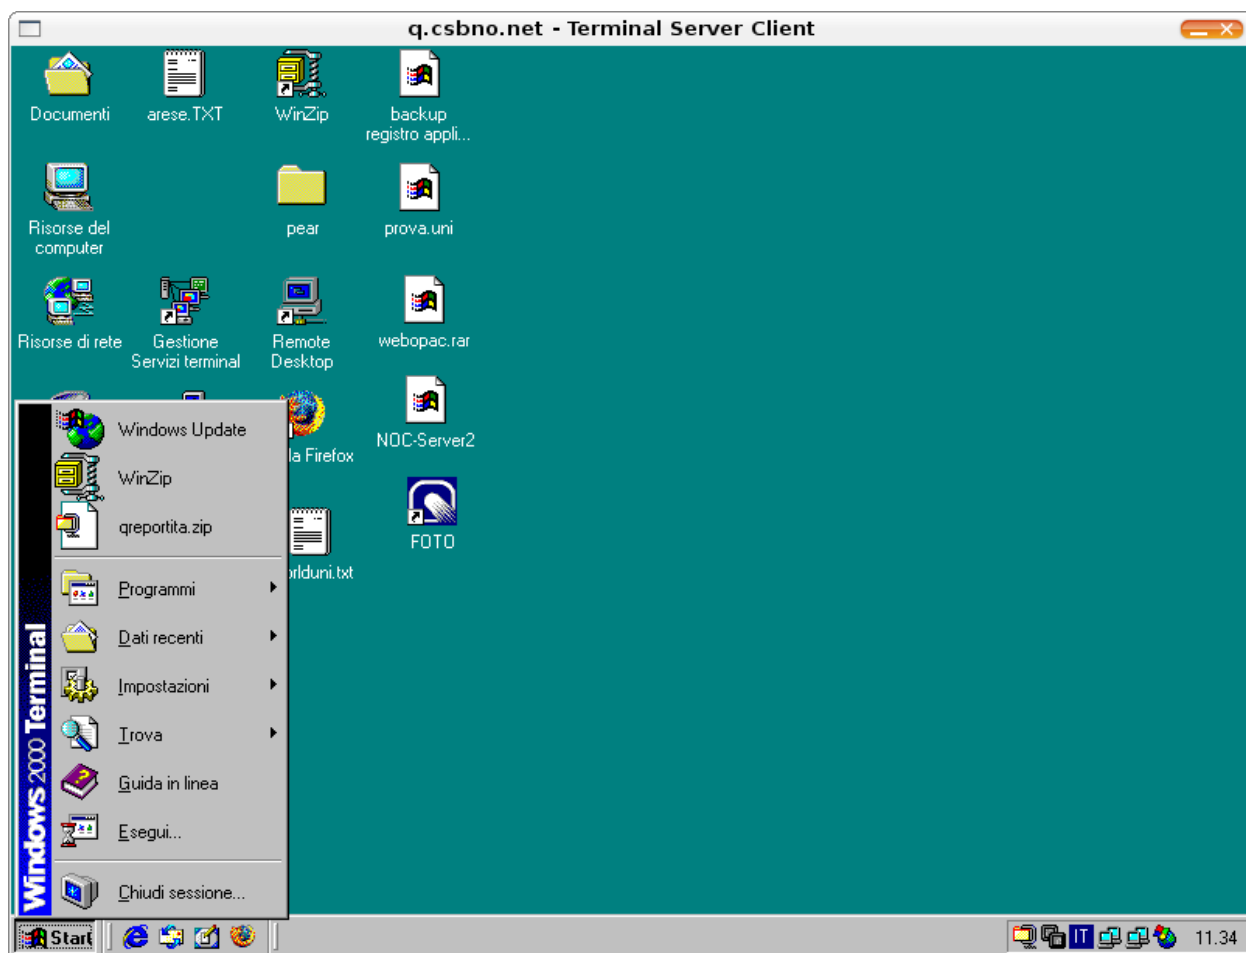 q.csbno.net - Terminal Server Client
Documenti
arese.TXT
WinZip
backup
registro appli...
Risorse del
computer
pear
prova.uni
Risorse di rete
Gestione
Servizi terminal
Remote
Desktop
webopac.rar
NOC-Server2
la Firefox
FOTO
orlduni.txt
Windows Update
WinZip
qreportita.zip
Programmi
Dati recenti
Impostazioni
Trova
Guida in linea
Esegui...
Chiudi sessione...
Windows 2000 Terminal
Start
IT
11.34